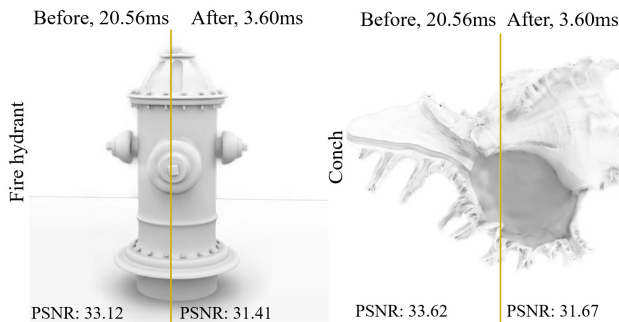 Before, 20.56ms
After, 3.60ms
Fire hydrant
PSNR: 33.12
PSNR: 31.41
Before, 20.56ms
After, 3.60ms
Conch
PSNR: 33.62
PSNR: 31.67